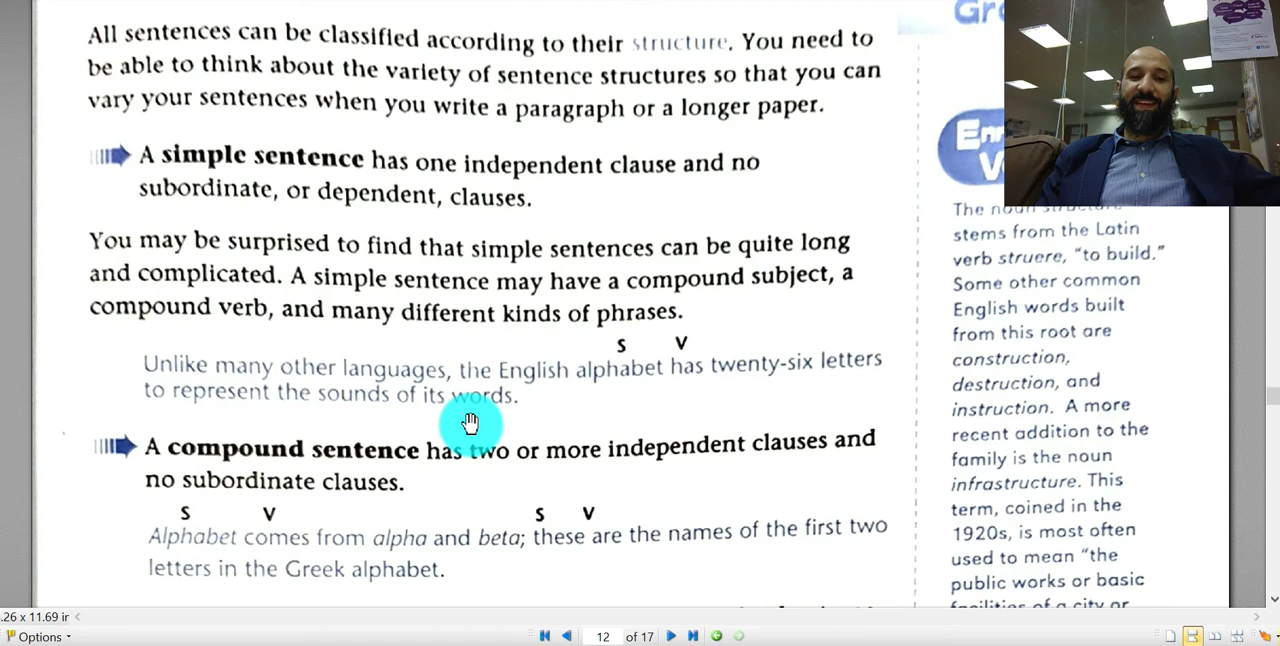 All sentences can be classified according to their structure. You need to
be able to think about the variety of sentence structures so that you can
vary your sentences when you write a paragraph or a longer paper.
A simple sentence has one independent clause and no
subordinate, or dependent, clauses.
You may be surprised to find that simple sentences can be quite long
and complicated. A simple sentence may have a compound subject, a
compound verb, and many different kinds of phrases.
S V
Unlike many other languages, the English alphabet has twenty-six letters
to represent the sounds of its words.
A compound sentence has two or more independent clauses and
no subordinate clauses.
S V S V
Alphabet comes from alpha and beta; these are the names of the first two
letters in the Greek alphabet.
The noun structure
stems from the Latin
verb struere, “to build.”
Some other common
English words built
from this root are
construction,
destruction, and
instruction. A more
recent addition to the
family is the noun
infrastructure. This
term, coined in the
1920s, is most often
used to mean “the
public works or basic
facilities of a city or
.26 x 11.69 ir
Options
12 of 17